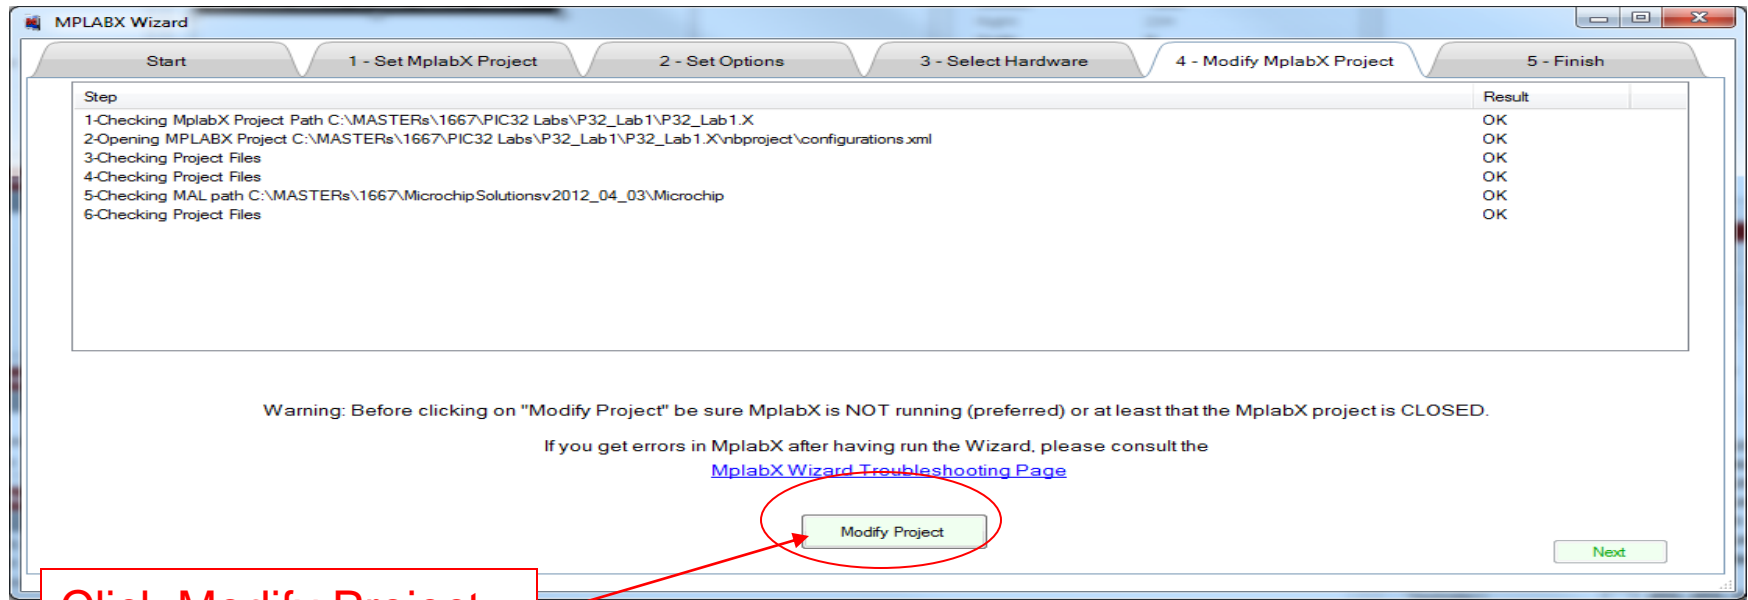 MPLABX Wizard
Start
1 - Set MplabX Project
2 - Set Options
3 - Select Hardware
4 - Modify MplabX Project
5 - Finish
Step Result
1-Checking MplabX Project Path C:\MASTERs\1667\PIC32 Labs\P32_Lab1\P32_Lab1.X OK
2-Opening MPLABX Project C:\MASTERs\1667\PIC32 Labs\P32_Lab1\P32_Lab1.X\nbproject\configurations.xml OK
3-Checking Project Files OK
4-Checking Project Files OK
5-Checking MAL path C:\MASTERs\1667\MicrochipSolutionsv2012_04_03\Microchip OK
6-Checking Project Files OK
Warning: Before clicking on "Modify Project" be sure MplabX is NOT running (preferred) or at least that the MplabX project is CLOSED.
If you get errors in MplabX after having run the Wizard, please consult the
MplabX Wizard Troubleshooting Page
Modify Project
Next
Click Modify Project